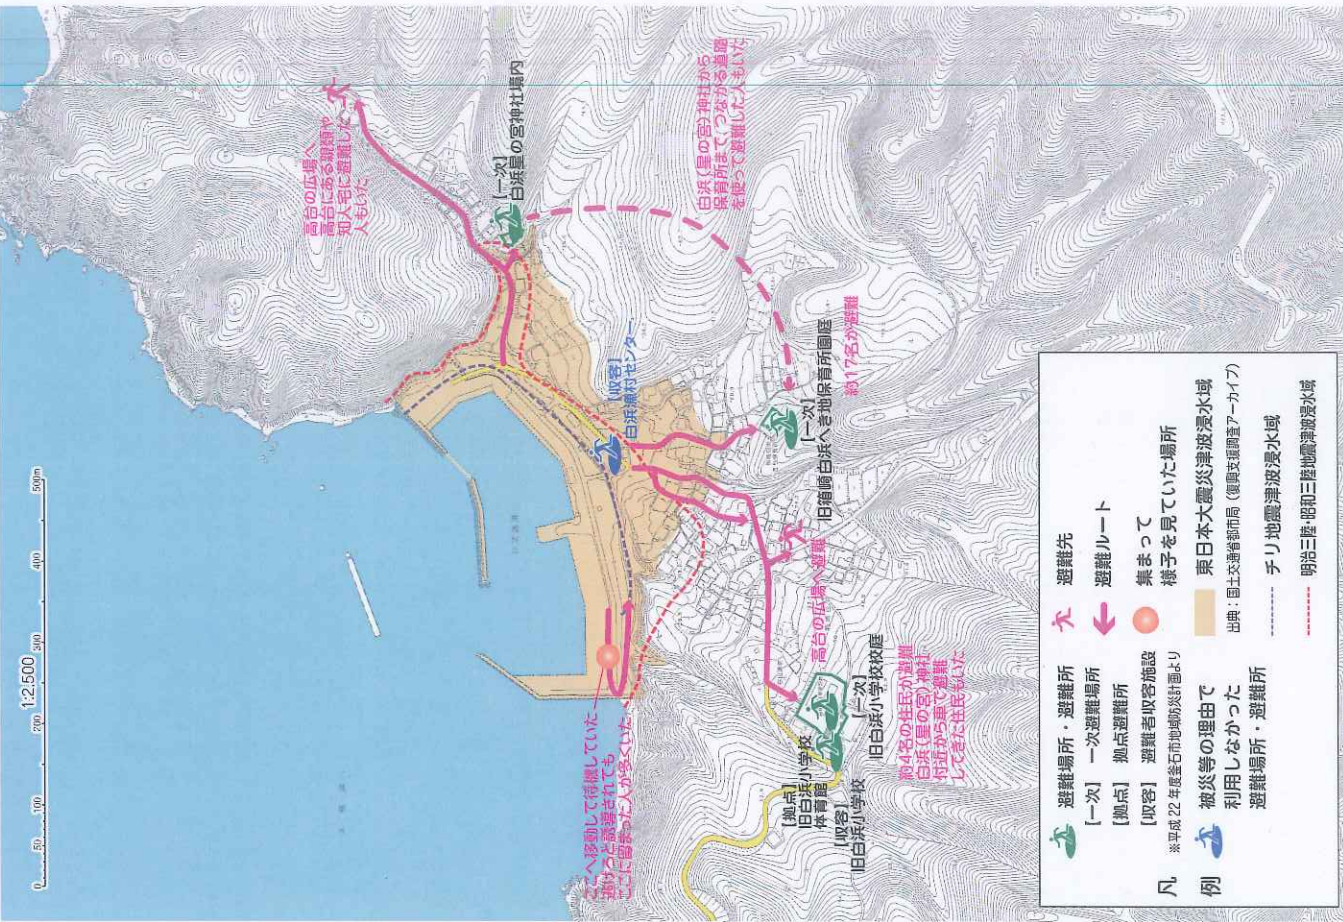 1:2,500
0 50 100 200 300 400 500m
高台の広場へ
高台にある親類や
知人宅に避難した
人もいた
【一次】
白浜星の宮神社境内
白浜(星の宮)神社から
保育所まで、つながる道路
を使って避難した人もいた
【収容】
白浜漁村センター
【一次】
旧箱崎白浜へき地保育所園庭
約17名が避難
高台の広場へ避難
ここへ移動して待機していた
逃げろと誘導されても
ここに留まった人が多くいた
【拠点】
旧白浜小学校
体育館
【収容】
旧白浜小学校
【一次】
旧白浜小学校校庭
約4名の住民が避難
白浜(星の宮)神社
付近から車で避難
してきた住民もいた
凡例
避難場所・避難所
【一次】 一次避難場所
【拠点】 拠点避難所
【収容】 避難者収容施設
※平成22年度釜石市地域防災計画より
被災等の理由で
利用しなかった
避難場所・避難所
避難先
避難ルート
集まって
様子を見ていた場所
東日本大震災津波浸水域
出典:国土交通省都市局(復興支援調査アーカイブ)
チリ地震津波浸水域
明治三陸・昭和三陸地震津波浸水域